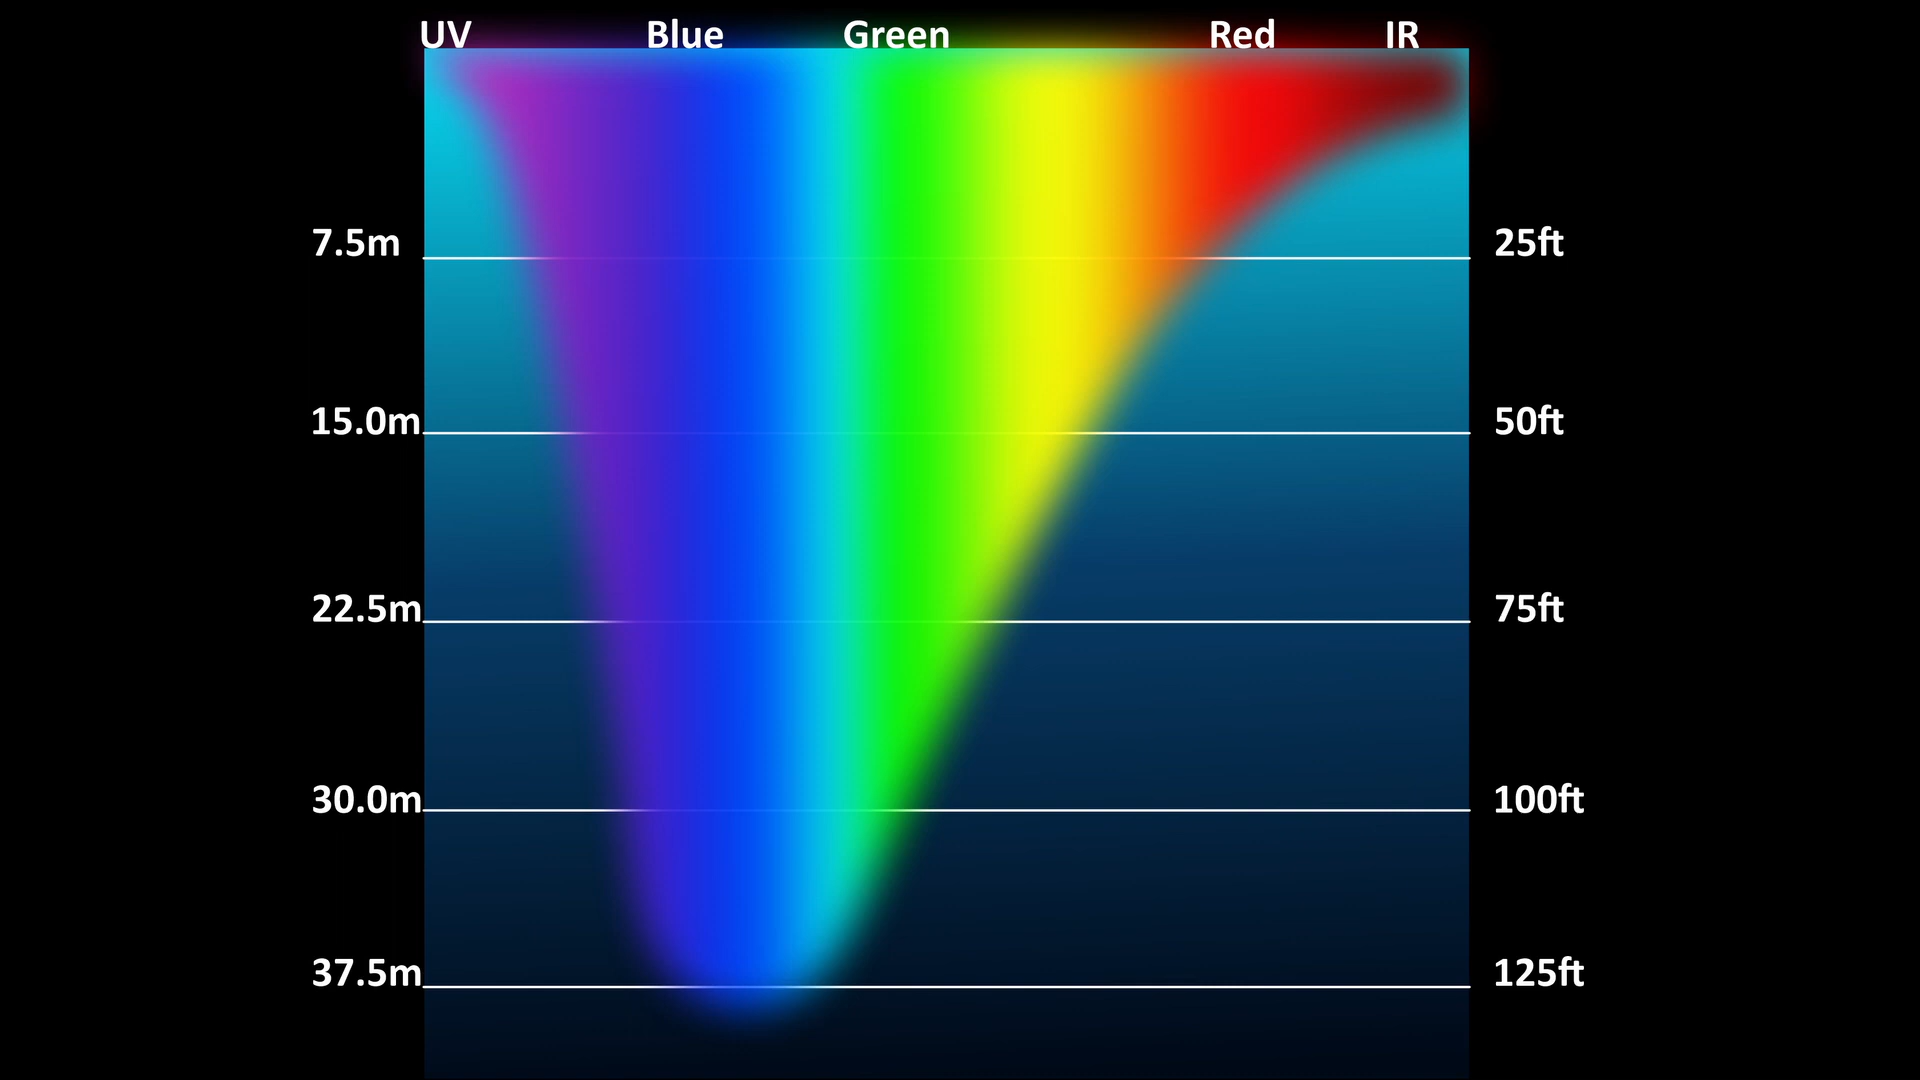 UV Blue Green Red IR
7.5m 25ft
15.0m 50ft
22.5m 75ft
30.0m 100ft
37.5m 125ft